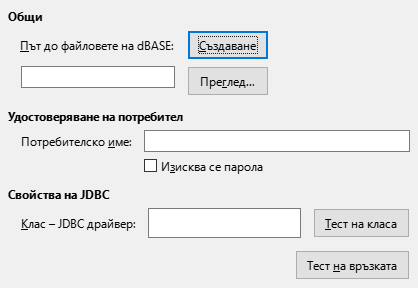 Общи
Път до файловете на dBASE: Създаване
Преглед...
Удостоверяване на потребител
Потребителско име:
Изисква се парола
Свойства на JDBC
Клас – JDBC драйвер: Тест на класа
Тест на връзката